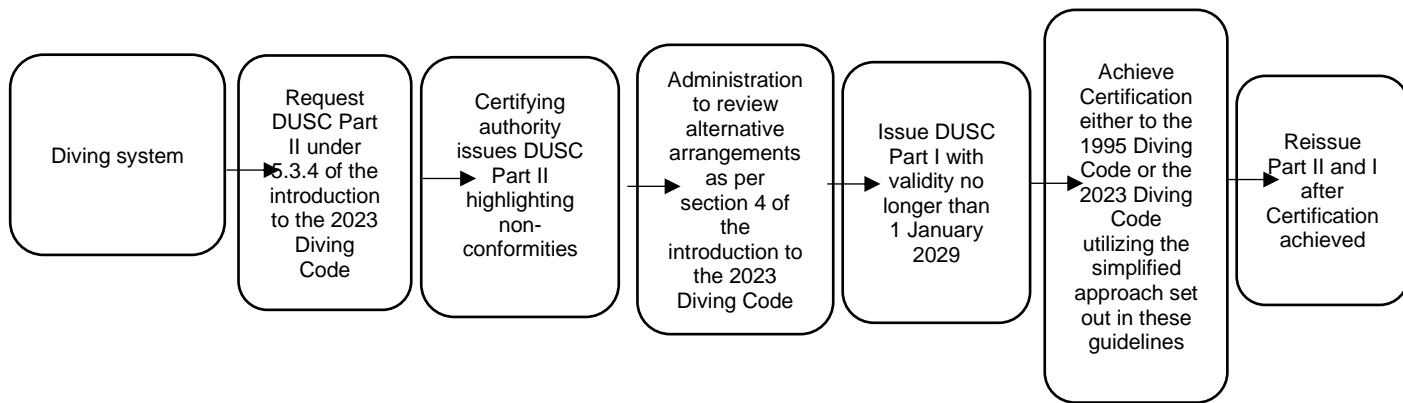 Diving system
Request
DUSC Part
II under
5.3.4 of the
introduction
to the 2023
Diving
Code
Certifying
authority
issues DUSC
Part II
highlighting
non-
conformities
Administration
to review
alternative
arrangements
as per
section 4 of
the
introduction to
the 2023
Diving Code
Issue DUSC
Part I with
validity no
longer than
1 January
2029
Achieve
Certification
either to the
1995 Diving
Code or the
2023 Diving
Code
utilizing the
simplified
approach set
out in these
guidelines
Reissue
Part II and I
after
Certification
achieved